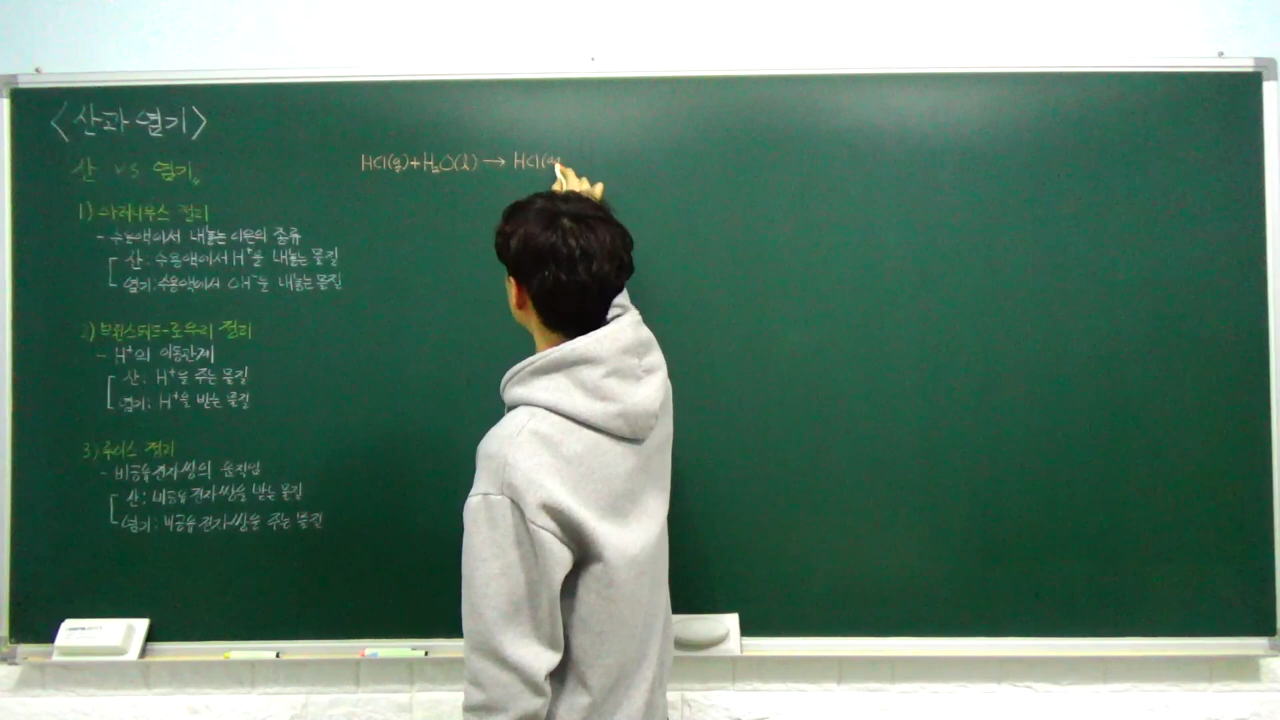 <산과 염기>
산 vs 염기
1) 아레니우스 정의
- 수용액에서 내놓는 이온의 종류
산: 수용액에서 H⁺을 내놓는 물질
염기: 수용액에서 OH⁻을 내놓는 물질
2) 브뢴스테드-로우리 정의
- H⁺의 이동관계
산: H⁺을 주는 물질
염기: H⁺을 받는 물질
3) 루이스 정의
- 비공유 전자쌍의 움직임
산: 비공유 전자쌍을 받는 물질
염기: 비공유 전자쌍을 주는 물질
HCl(g)+H₂O(l) → HCl(aq